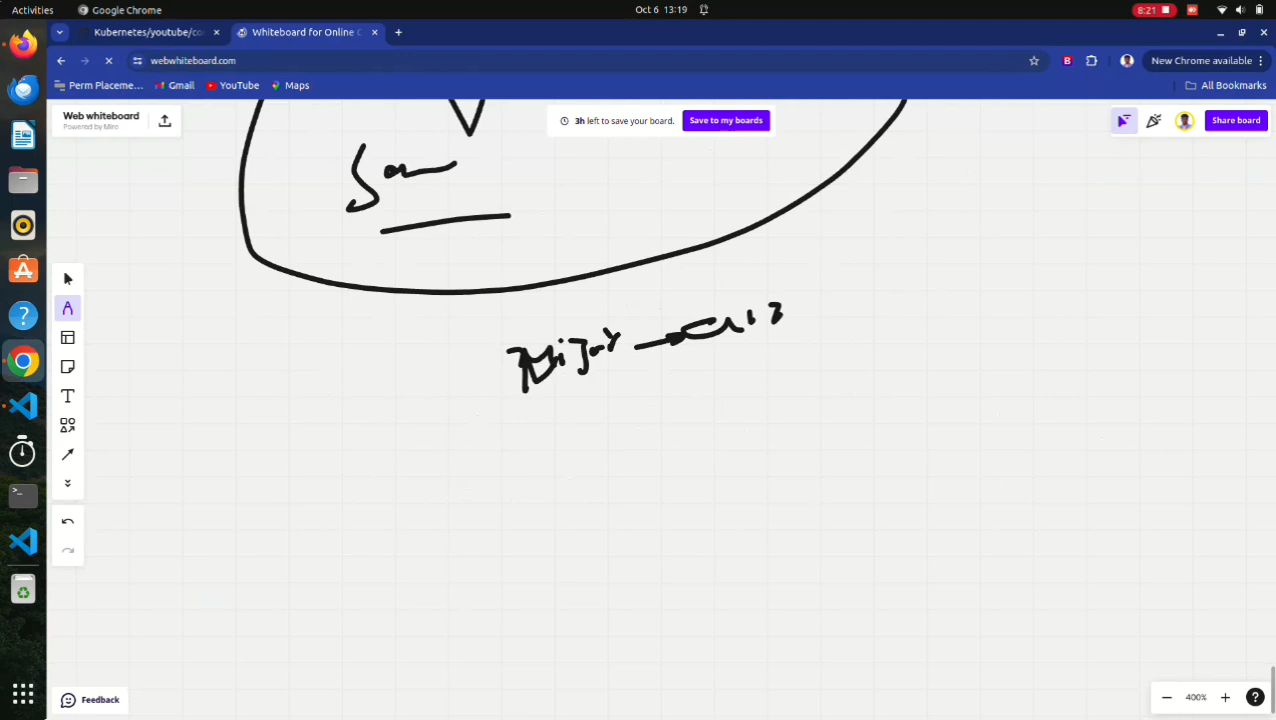 Activities
Google Chrome
Oct 6 13:19
8:21
Kubernetes/youtube/co
Whiteboard for Online C
webwhiteboard.com
New Chrome available
Perm Placeme...
Gmail
YouTube
Maps
All Bookmarks
Web whiteboard
Powered by Miro
3h left to save your board.
Save to my boards
Share board
Feedback
400%